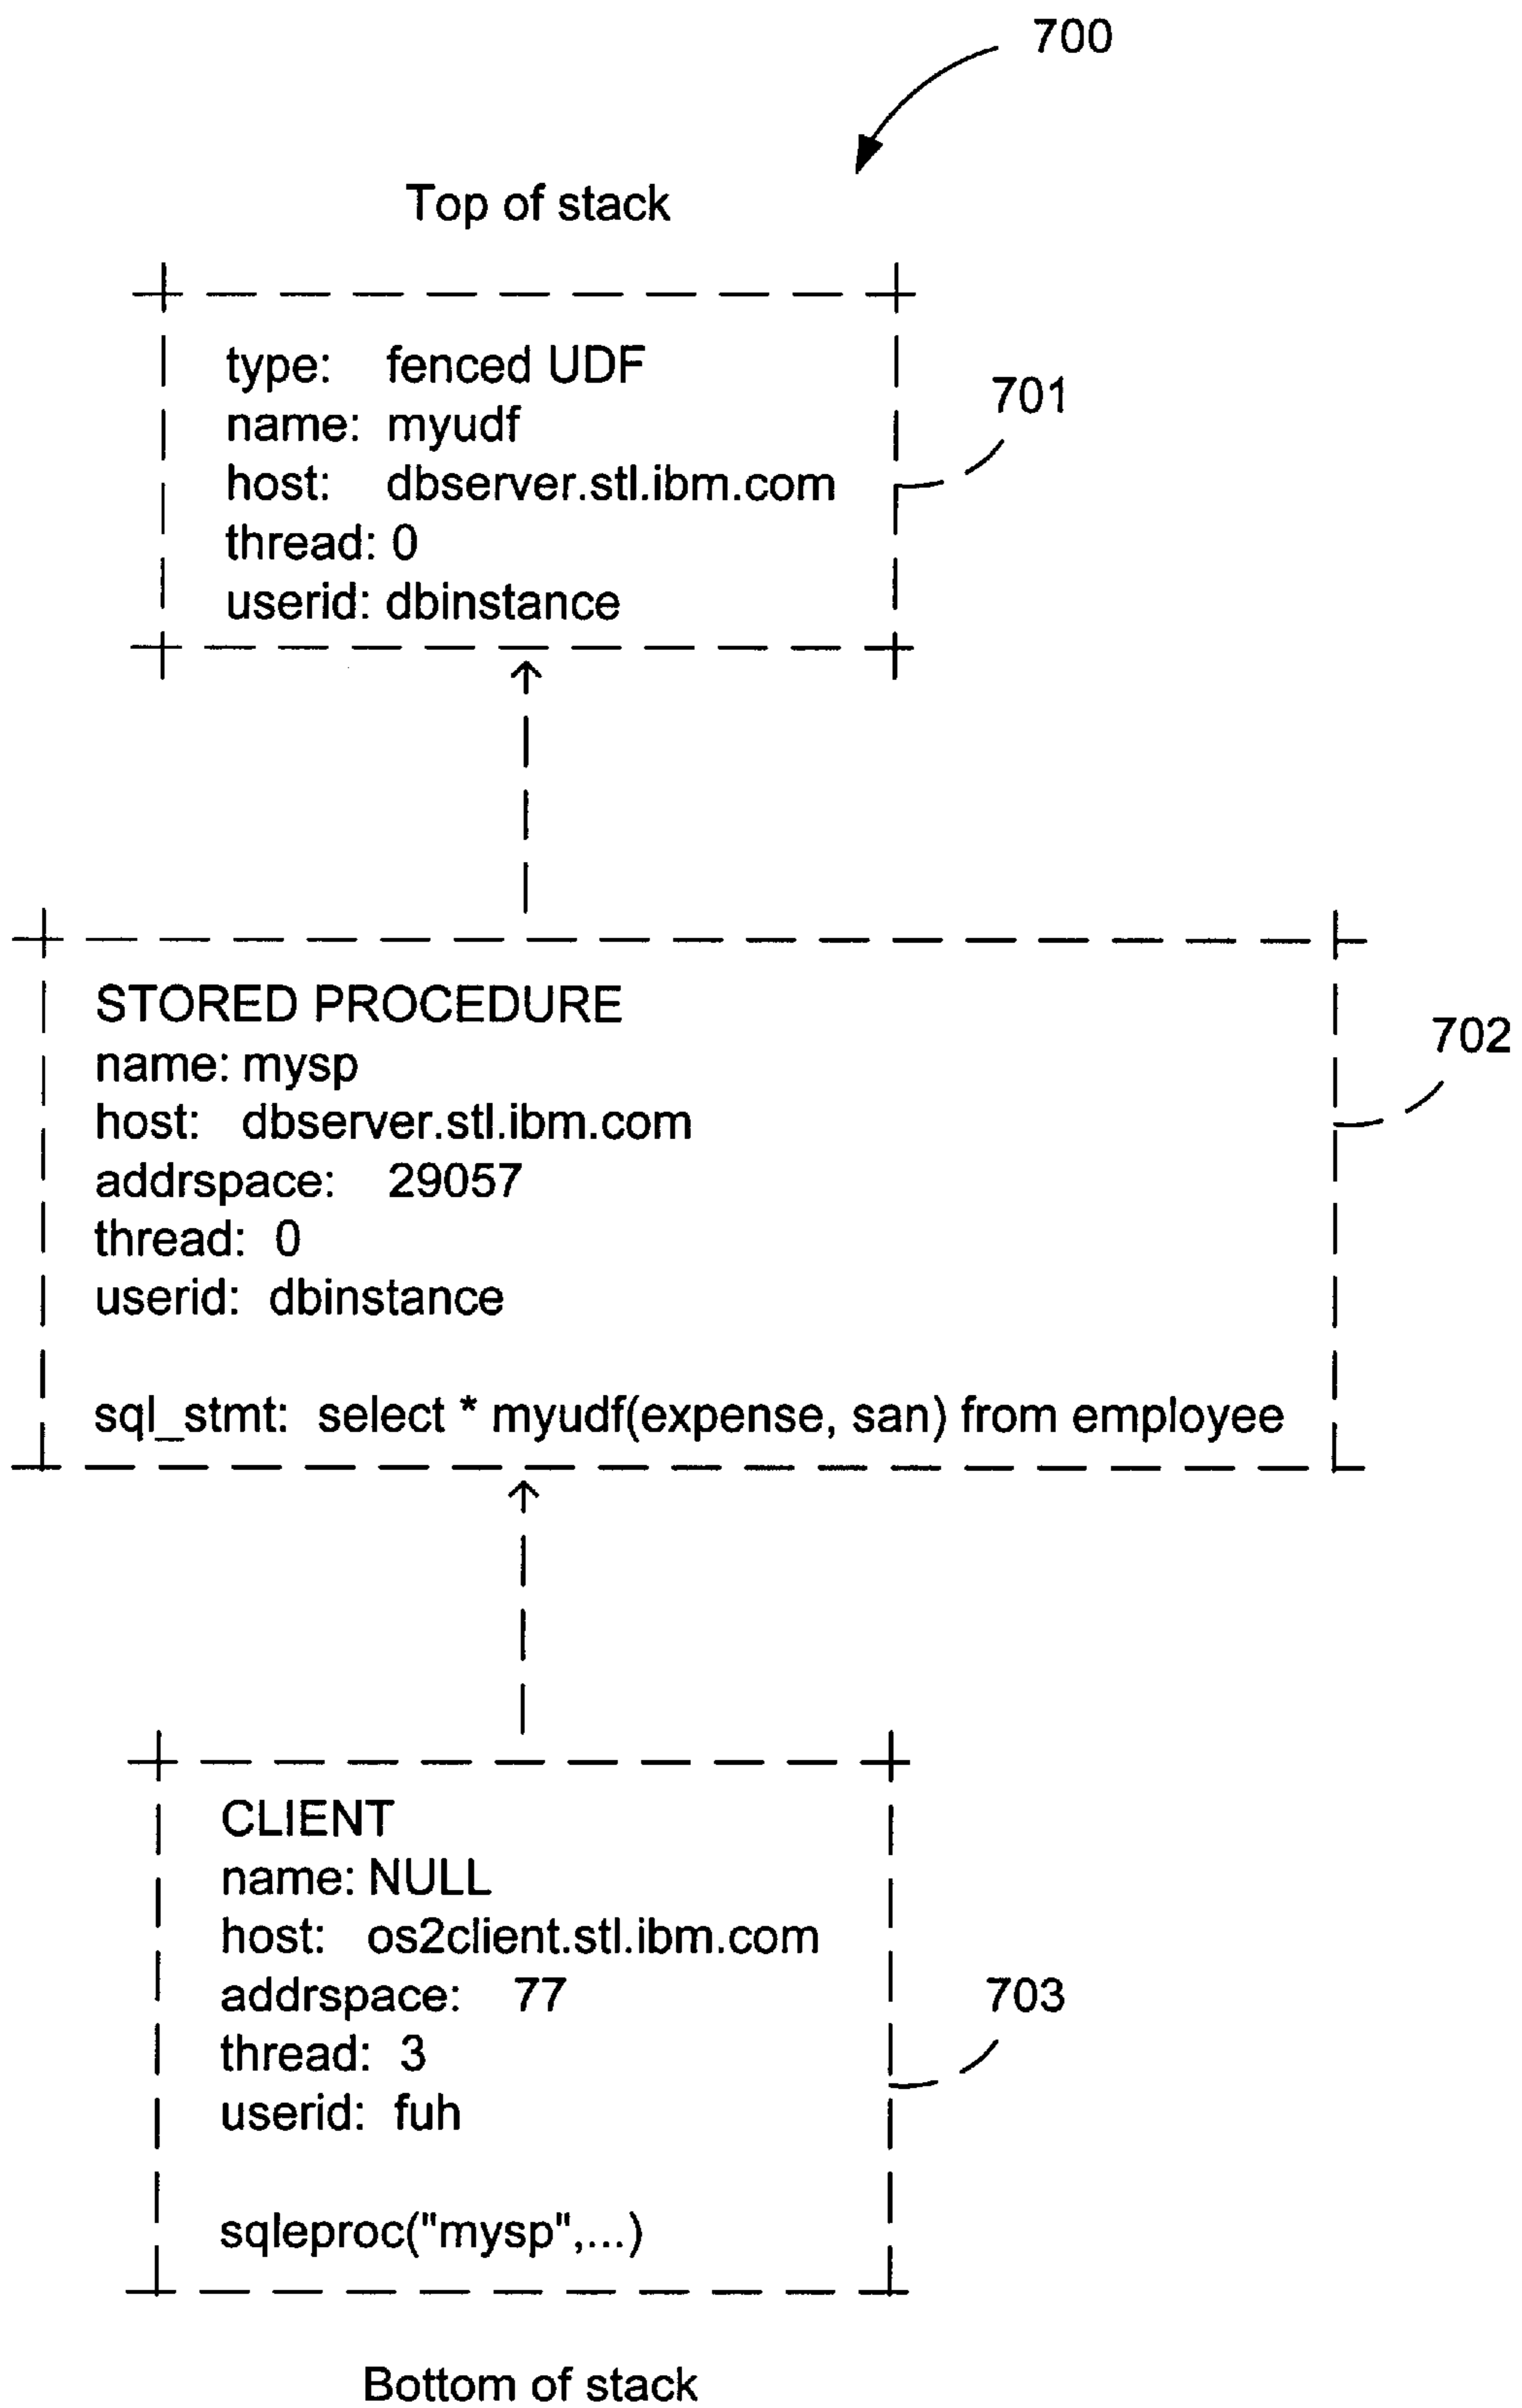 700
Top of stack
type: fenced UDF
name: myudf
701
host: dbserver.stl.ibm.com
thread: 0
userid: dbinstance
STORED PROCEDURE
702
name: mysp
host: dbserver.stl.ibm.com
addrspace: 29057
thread: 0
userid: dbinstance
sql_stmt: select * myudf(expense, san) from employee
CLIENT
name: NULL
host: os2client.stl.ibm.com
addrspace: 77
703
thread: 3
userid: fuh
sqleproc("mysp",...)
Bottom of stack